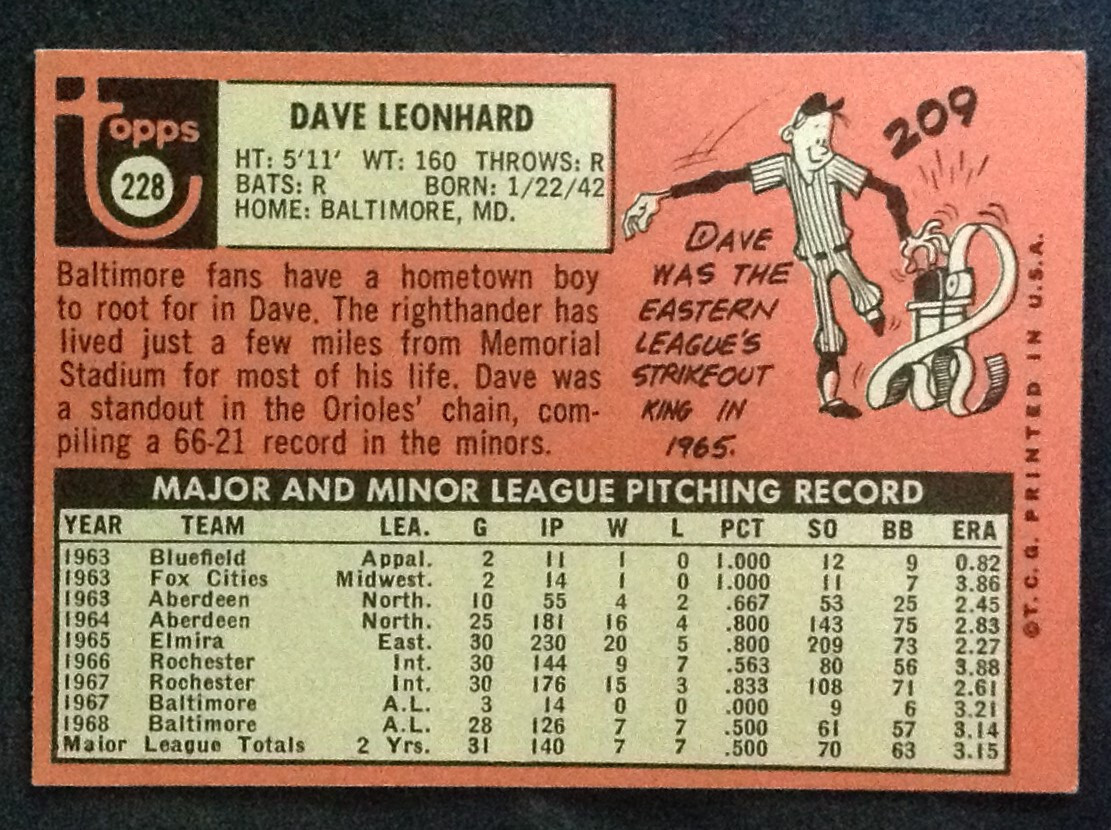 topps
228
DAVE LEONHARD
HT: 5'11' WT: 160 THROWS: R
BATS: R BORN: 1/22/42
HOME: BALTIMORE, MD.
Baltimore fans have a hometown boy
to root for in Dave. The righthander has
lived just a few miles from Memorial
Stadium for most of his life. Dave was
a standout in the Orioles' chain, com-
piling a 66-21 record in the minors.
209
DAVE
WAS THE
EASTERN
LEAGUE'S
STRIKEOUT
KING IN
1965.
MAJOR AND MINOR LEAGUE PITCHING RECORD
YEAR TEAM LEA. G IP W L PCT SO BB ERA
1963 Bluefield Appal. 2 11 1 0 1.000 12 9 0.82
1963 Fox Cities Midwest. 2 14 1 0 1.000 11 7 3.86
1963 Aberdeen North. 10 55 4 2 .667 53 25 2.45
1964 Aberdeen North. 25 181 16 4 .800 143 75 2.83
1965 Elmira East. 30 230 20 5 .800 209 73 2.27
1966 Rochester Int. 30 144 9 7 .563 80 56 3.88
1967 Rochester Int. 30 176 15 3 .833 108 71 2.61
1967 Baltimore A.L. 3 14 0 0 .000 9 6 3.21
1968 Baltimore A.L. 28 126 7 7 .500 61 57 3.14
Major League Totals 2 Yrs. 31 140 7 7 .500 70 63 3.15
©T. C. G. PRINTED IN U.S.A.